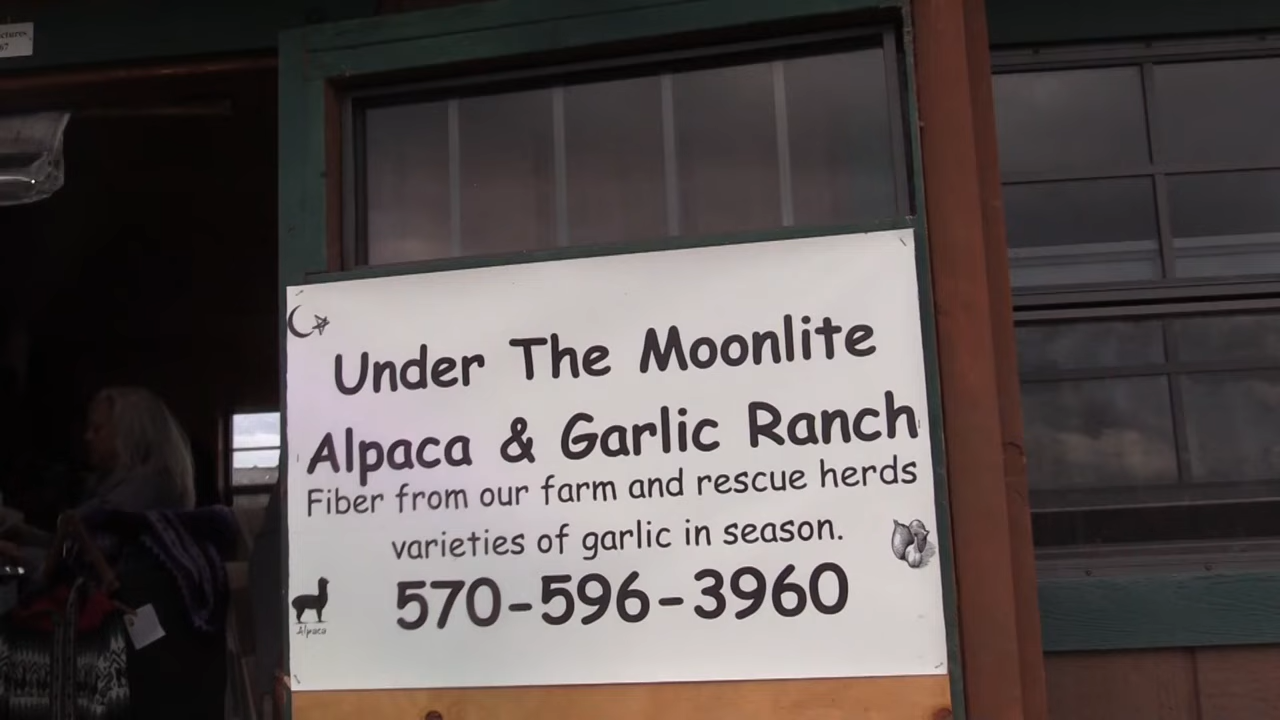 Under The Moonlite
Alpaca & Garlic Ranch
Fiber from our farm and rescue herds
varieties of garlic in season.
570-596-3960
Alpaca